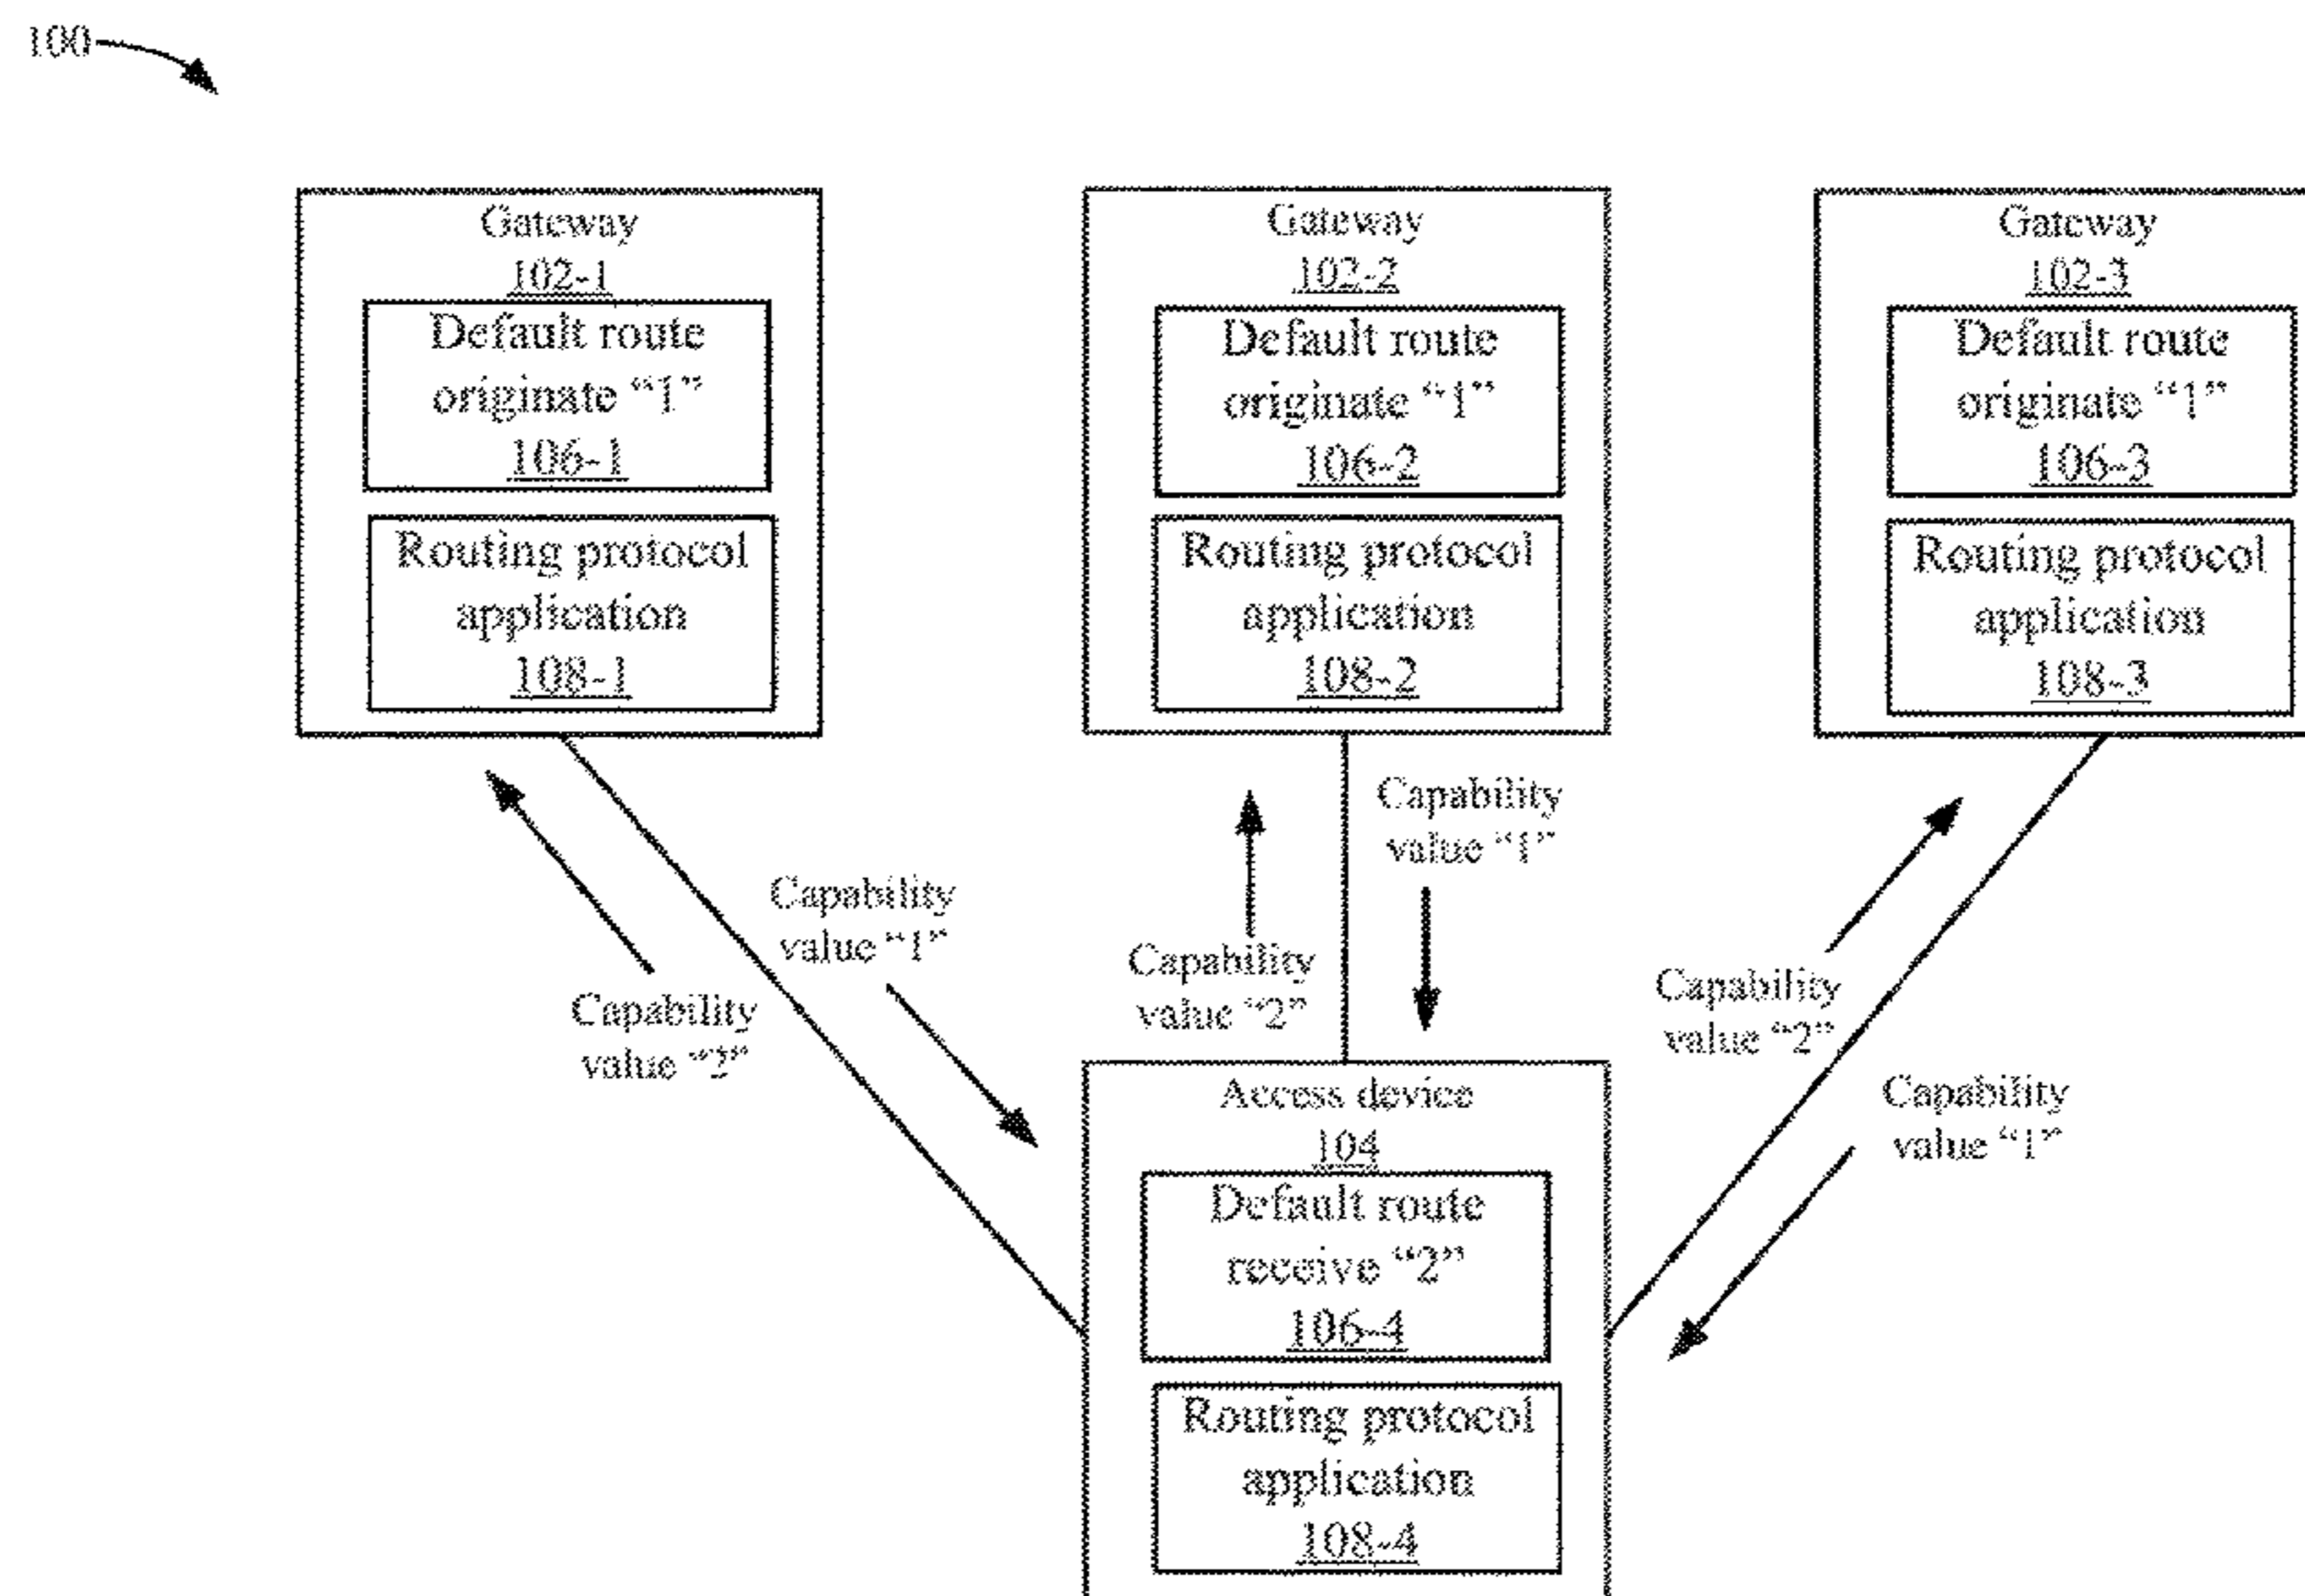 100
Gateway
102-1
Default route
originate “1”
106-1
Routing protocol
application
108-1
Gateway
102-2
Default route
originate “1”
106-2
Routing protocol
application
108-2
Gateway
102-3
Default route
originate “1”
106-3
Routing protocol
application
108-3
Capability
value “2”
Capability
value “1”
Capability
value “2”
Capability
value “1”
Capability
value “2”
Capability
value “1”
Access device
104
Default route
receive “2”
106-4
Routing protocol
application
108-4